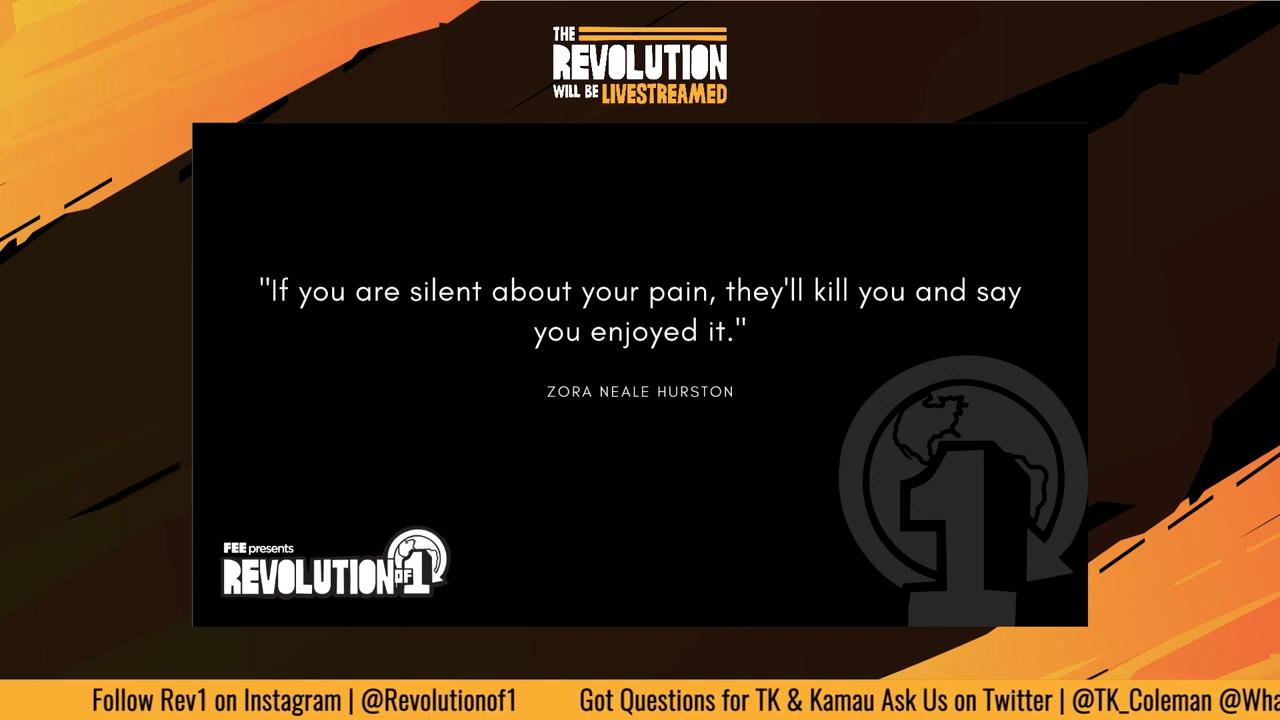 THE
REVOLUTION
WILL BE LIVESTREAMED
"If you are silent about your pain, they'll kill you and say
you enjoyed it."
ZORA NEALE HURSTON
FEE presents
REVOLUTION OF 1
1
Follow Rev1 on Instagram | @Revolutionof1 Got Questions for TK & Kamau Ask Us on Twitter | @TK_Coleman